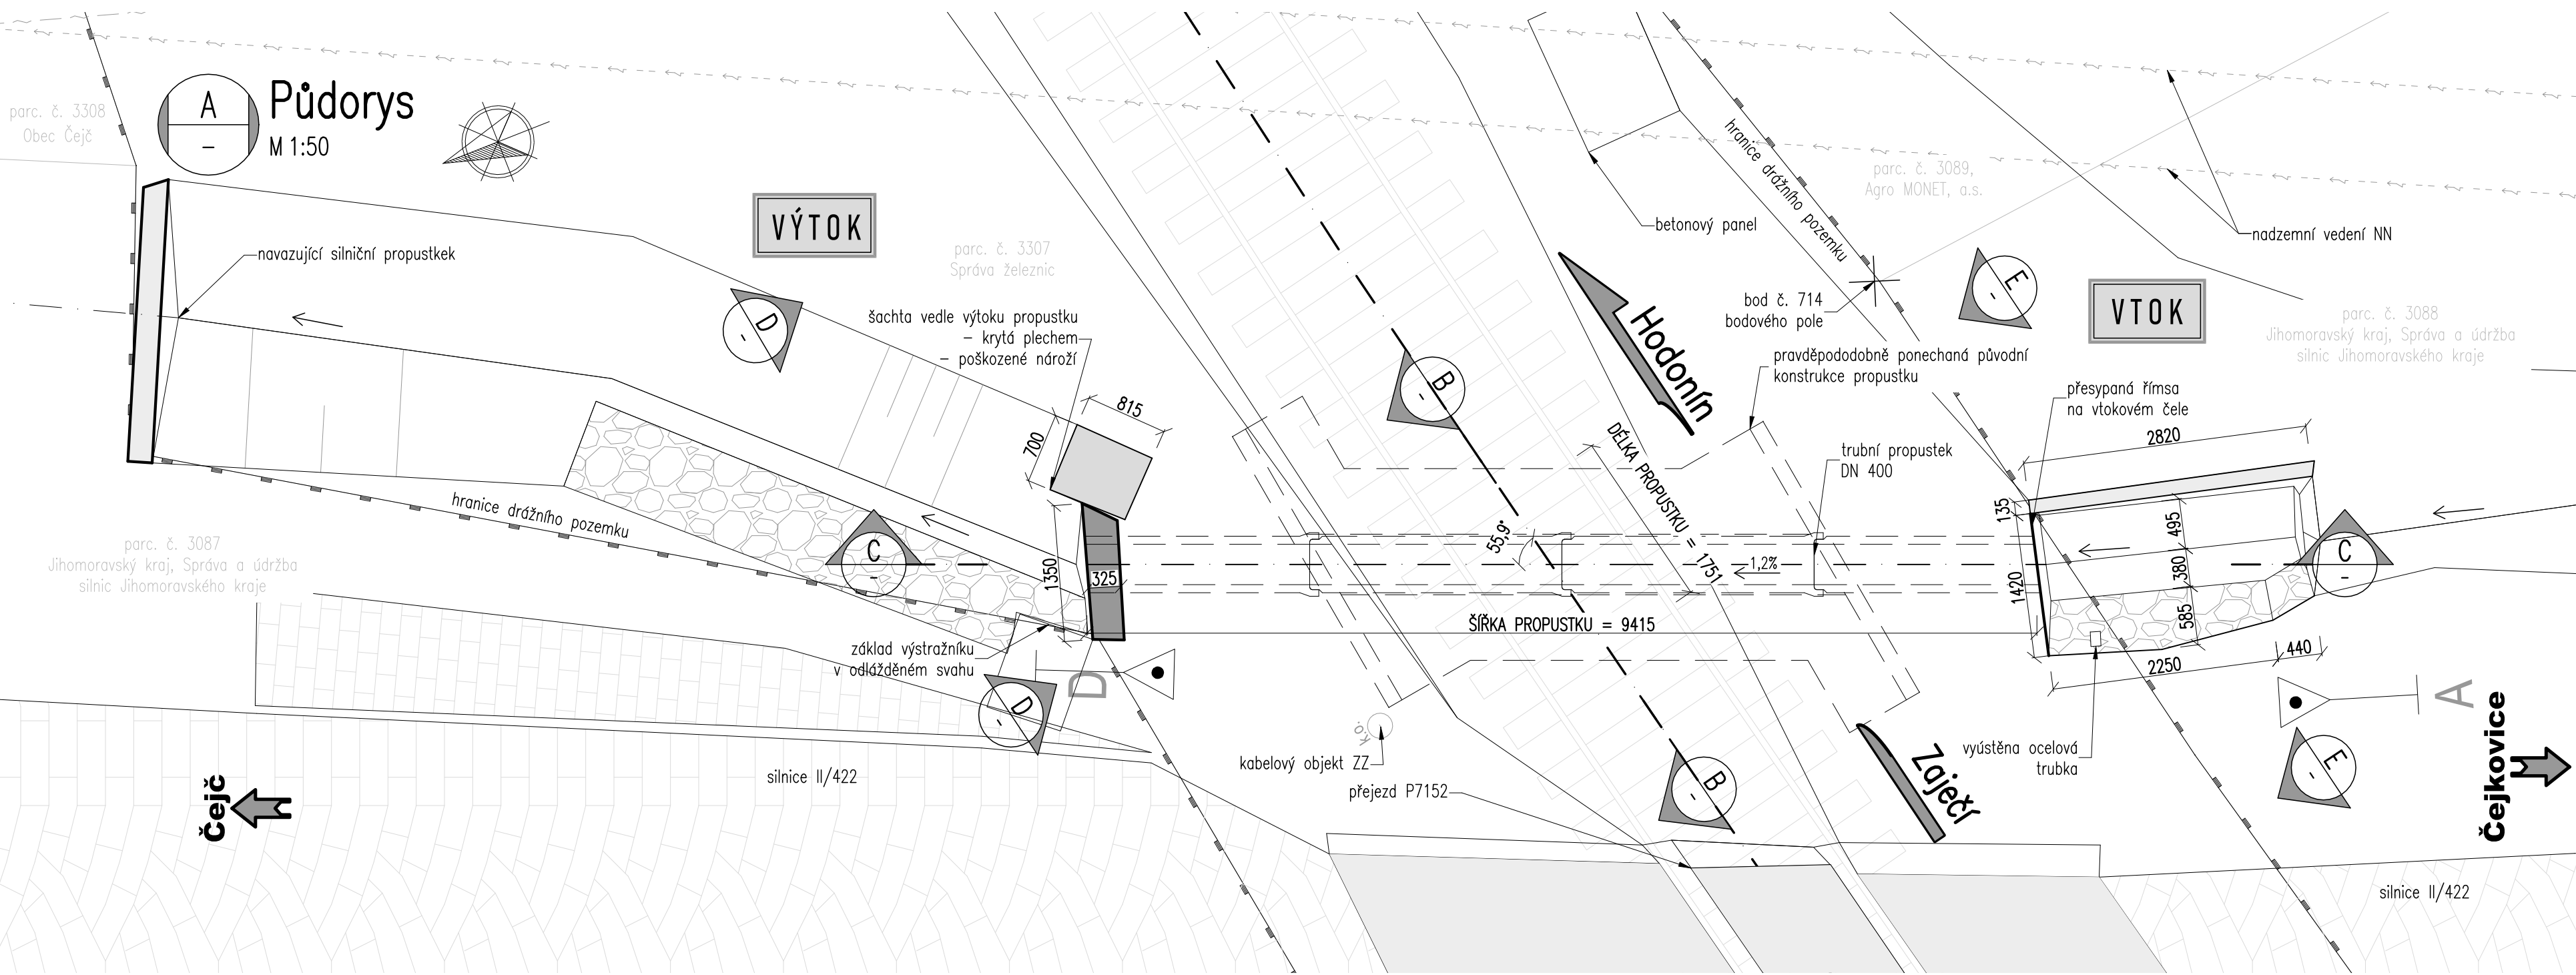 parc. č. 3308
Obec Čejč
A
-
Půdorys
M 1:50
VÝTOK
parc. č. 3307
Správa železnic
navazující silniční propustkek
D
-
šachta vedle výtoku propustku
– krytá plechem
– poškozené nároží
815
700
hranice drážního pozemku
parc. č. 3087
Jihomoravský kraj, Správa a údržba
silnic Jihomoravského kraje
C
-
1350
325
základ výstražníku
v odlážděném svahu
D
-
D
silnice II/422
Čejč
betonový panel
hranice drážního pozemku
parc. č. 3089,
Agro MONET, a.s.
nadzemní vedení NN
B
-
Hodonín
bod č. 714
bodového pole
E
-
VTOK
parc. č. 3088
Jihomoravský kraj, Správa a údržba
silnic Jihomoravského kraje
pravděpododobně ponechaná původní
konstrukce propustku
přesypaná římsa
na vtokovém čele
2820
trubní propustek
DN 400
DÉLKA PROPUSTKU = 1751
55,9°
1,2%
ŠÍŘKA PROPUSTKU = 9415
135
1420
495
380
585
2250
440
C
-
A
k.o.
kabelový objekt ZZ
přejezd P7152
B
-
Zaječí
vyústěna ocelová
trubka
E
-
Čejkovice
silnice II/422